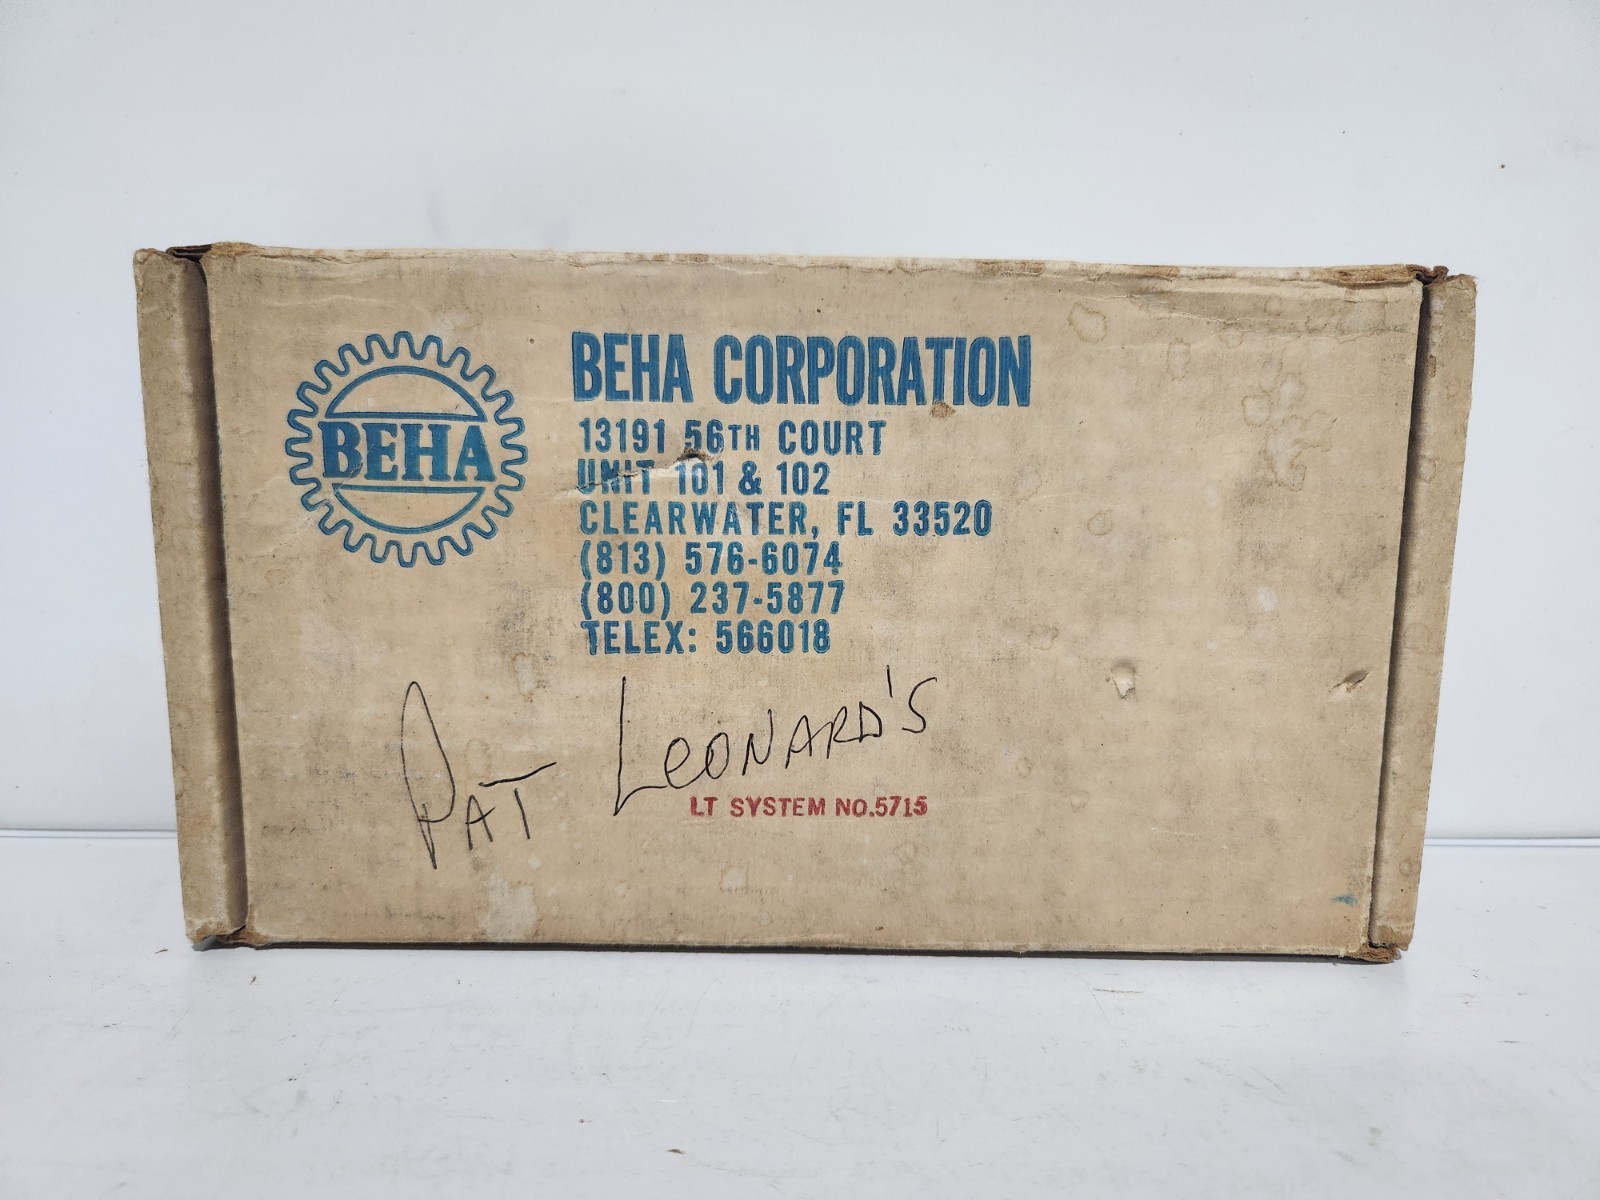 BEHA
BEHA CORPORATION
13191 56TH COURT
UNIT 101 & 102
CLEARWATER, FL 33520
(813) 576-6074
(800) 237-5877
TELEX: 566018
PAT LEONARD'S
LT SYSTEM NO.5715